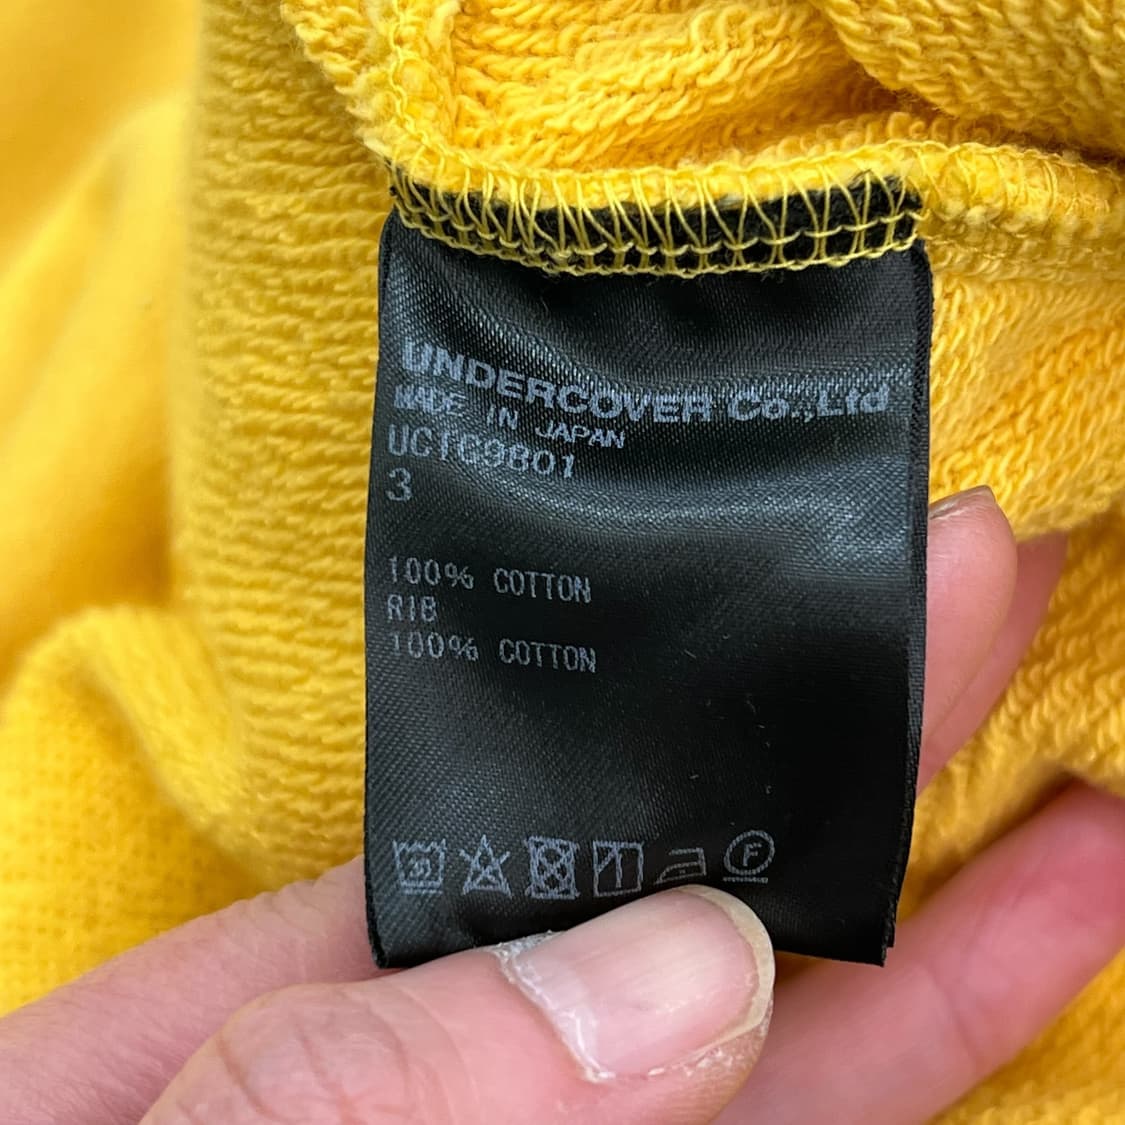 UNDERCOVER Co.,Ltd
MADE IN JAPAN
UC1C9801
3
100% COTTON
RIB
100% COTTON
F